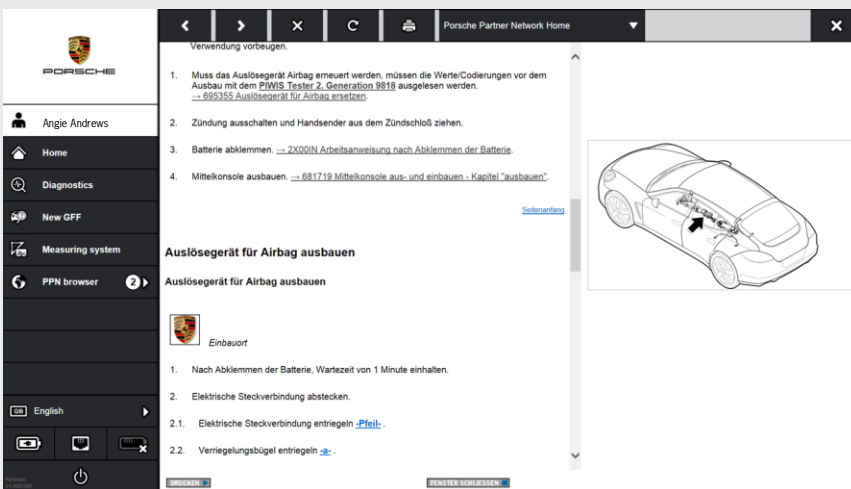 Porsche Partner Network Home
PORSCHE
Angie Andrews
Home
Diagnostics
New GFF
Measuring system
PPN browser 2
GB English
Verwendung vorbeugen.
1. Muss das Auslösegerät Airbag erneuert werden, müssen die Werte/Codierungen vor dem
Ausbau mit dem PIWIS Tester 2. Generation 9818 ausgelesen werden.
→ 695355 Auslösegerät für Airbag ersetzen.
2. Zündung ausschalten und Handsender aus dem Zündschloß ziehen.
3. Batterie abklemmen. → 2X00IN Arbeitsanweisung nach Abklemmen der Batterie.
4. Mittelkonsole ausbauen. → 681719 Mittelkonsole aus- und einbauen - Kapitel "ausbauen".
Seitenanfang
Auslösegerät für Airbag ausbauen
Auslösegerät für Airbag ausbauen
Einbauort
1. Nach Abklemmen der Batterie, Wartezeit von 1 Minute einhalten.
2. Elektrische Steckverbindung abstecken.
2.1. Elektrische Steckverbindung entriegeln -Pfeil- .
2.2. Verriegelungsbügel entriegeln -a- .
DRUCKEN
FENSTER SCHLIESSEN